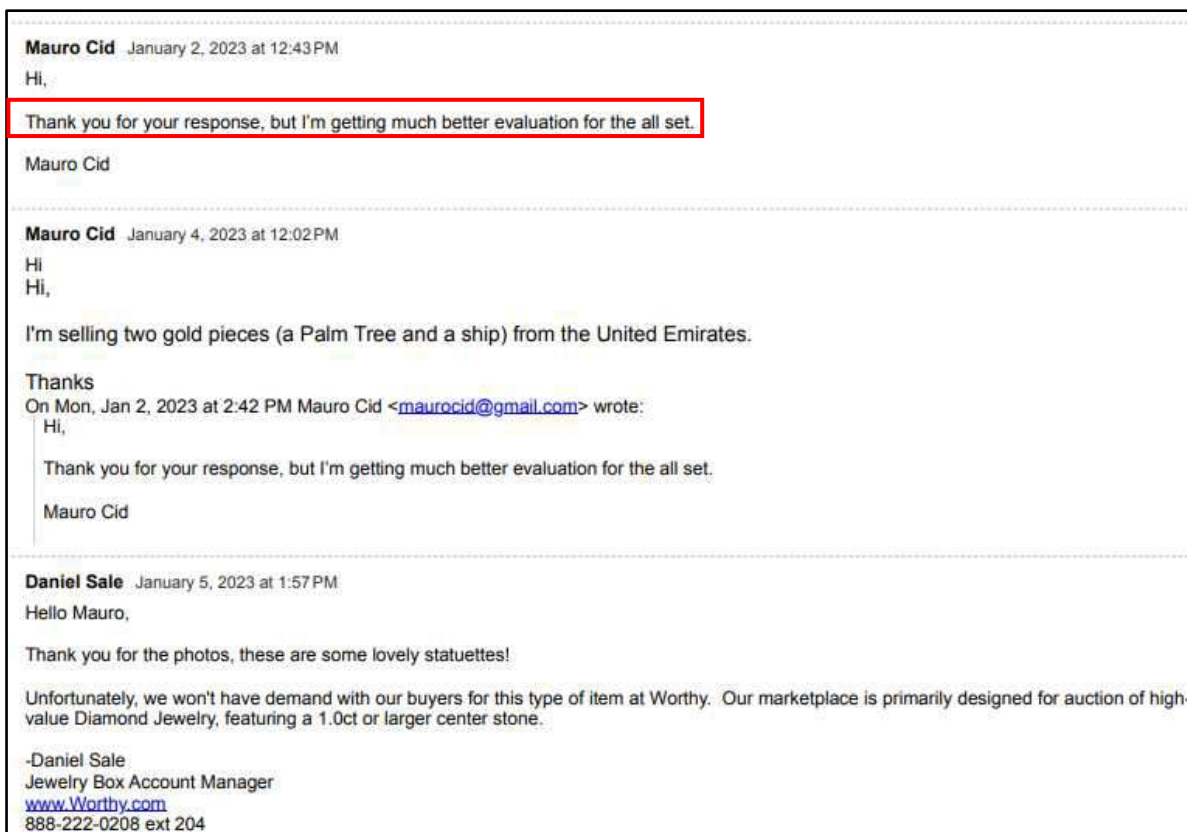 Mauro Cid January 2, 2023 at 12:43 PM
Hi,
Thank you for your response, but I'm getting much better evaluation for the all set.
Mauro Cid
Mauro Cid January 4, 2023 at 12:02 PM
Hi
Hi,
I'm selling two gold pieces (a Palm Tree and a ship) from the United Emirates.
Thanks
On Mon, Jan 2, 2023 at 2:42 PM Mauro Cid <maurocid@gmail.com> wrote:
Hi,
Thank you for your response, but I'm getting much better evaluation for the all set.
Mauro Cid
Daniel Sale January 5, 2023 at 1:57 PM
Hello Mauro,
Thank you for the photos, these are some lovely statuettes!
Unfortunately, we won't have demand with our buyers for this type of item at Worthy. Our marketplace is primarily designed for auction of high-
value Diamond Jewelry, featuring a 1.0ct or larger center stone.
-Daniel Sale
Jewelry Box Account Manager
www.Worthy.com
888-222-0208 ext 204